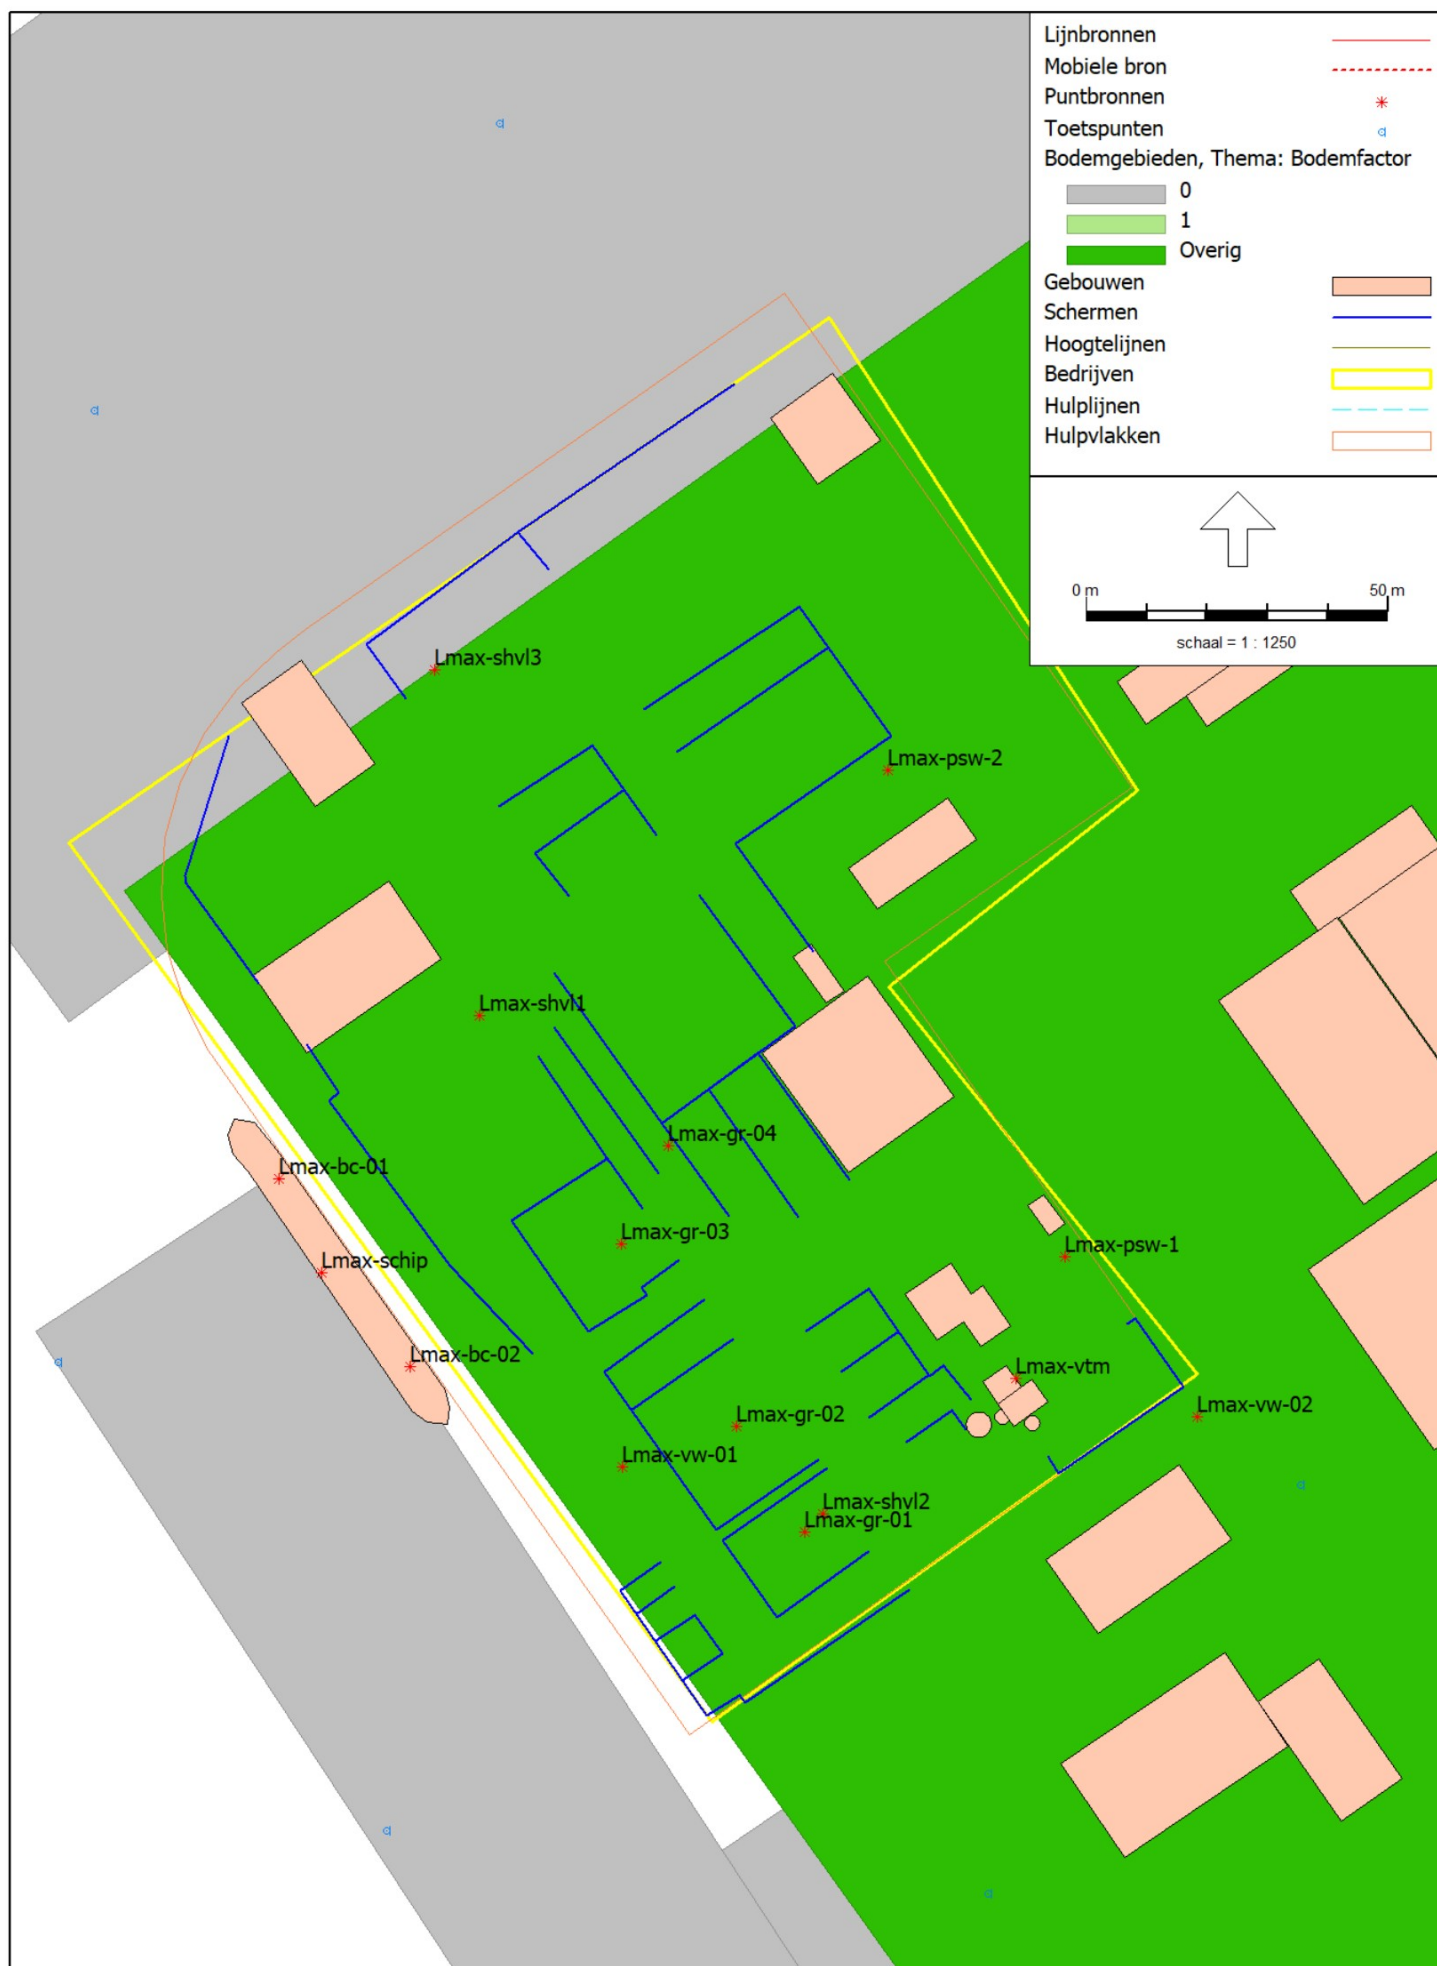 Lijnbronnen
Mobiele bron
Puntbronnen
Toetspunten
Bodemgebieden, Thema: Bodemfactor
0
1
Overig
Gebouwen
Schermen
Hoogtelijnen
Bedrijven
Hulplijnen
Hulpvlakken
0 m 50 m
schaal = 1 : 1250
Lmax-shvl3
Lmax-psw-2
Lmax-shvl1
Lmax-gr-04
Lmax-bc-01
Lmax-gr-03
Lmax-psw-1
Lmax-schip
Lmax-bc-02
Lmax-vtm
Lmax-gr-02
Lmax-vw-02
Lmax-vw-01
Lmax-shvl2
Lmax-gr-01